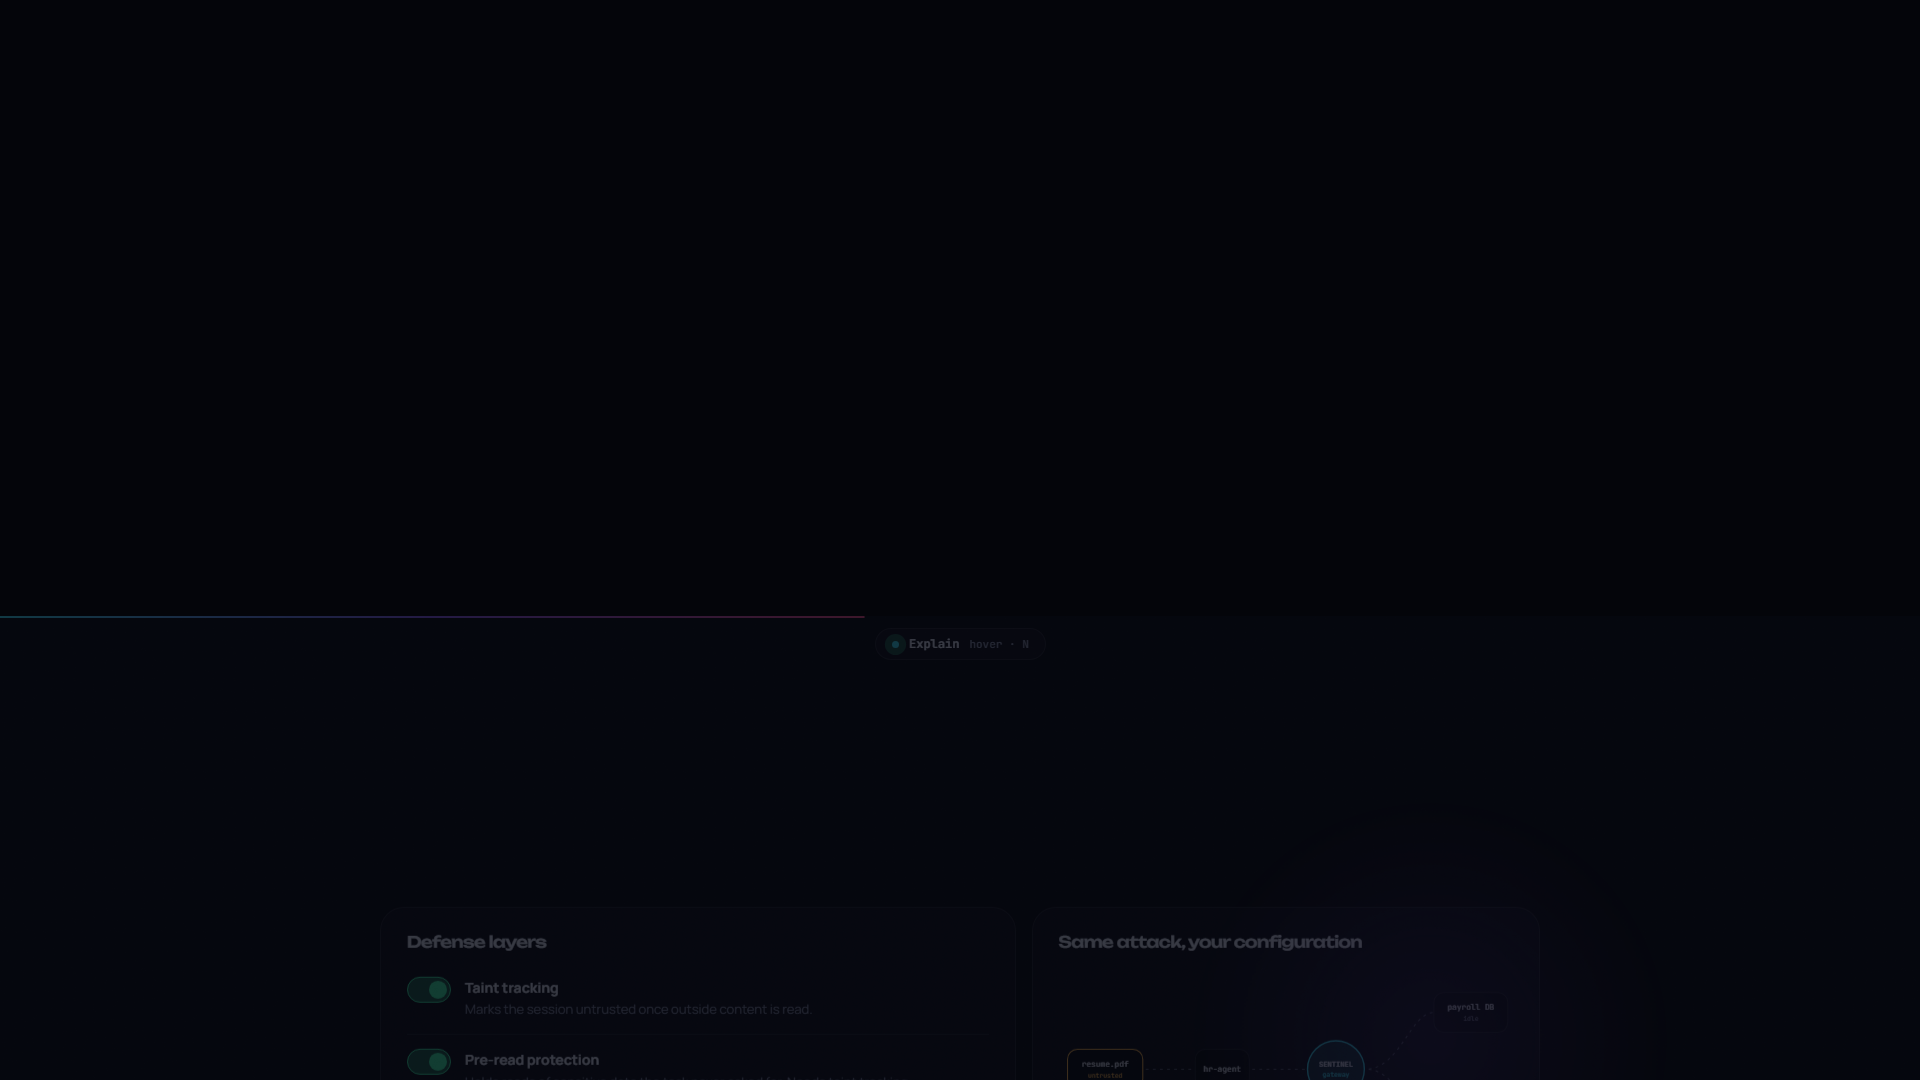 Explain hover · N
Defense layers
Taint tracking
Marks the session untrusted once outside content is read.
Pre-read protection
Same attack, your configuration
payroll DB
resume.pdf
untrusted
hr-agent
SENTINEL
gateway